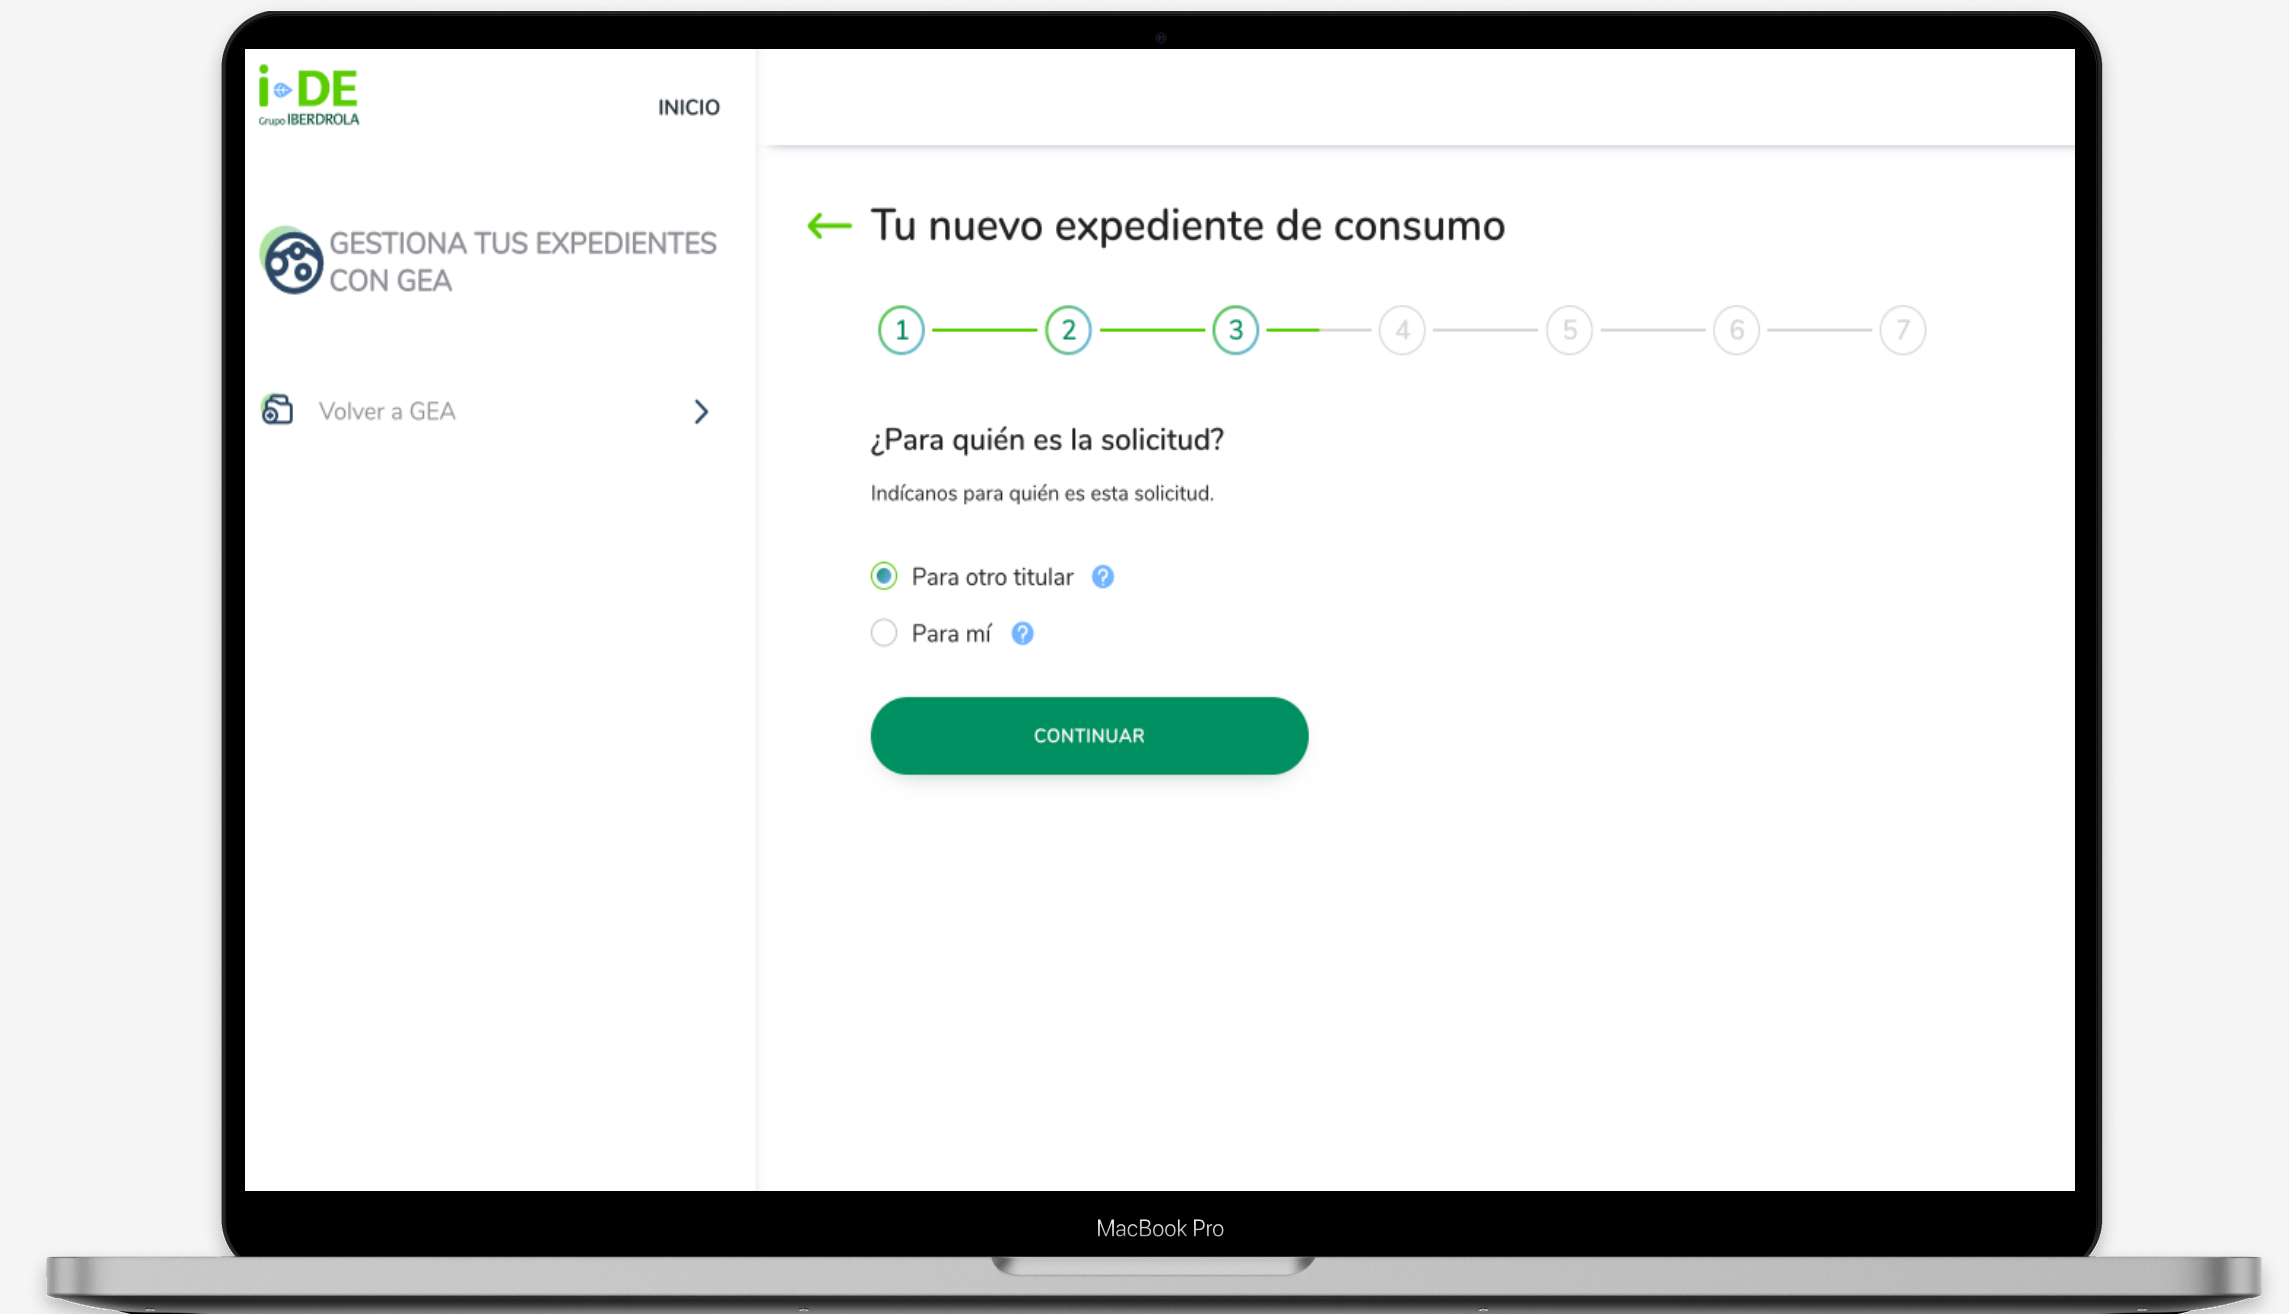 i DE
Grupo IBERDROLA
INICIO
GESTIONA TUS EXPEDIENTES
CON GEA
Volver a GEA
Tu nuevo expediente de consumo
1 2 3 4 5 6 7
¿Para quién es la solicitud?
Indícanos para quién es esta solicitud.
Para otro titular ?
Para mí ?
CONTINUAR
MacBook Pro